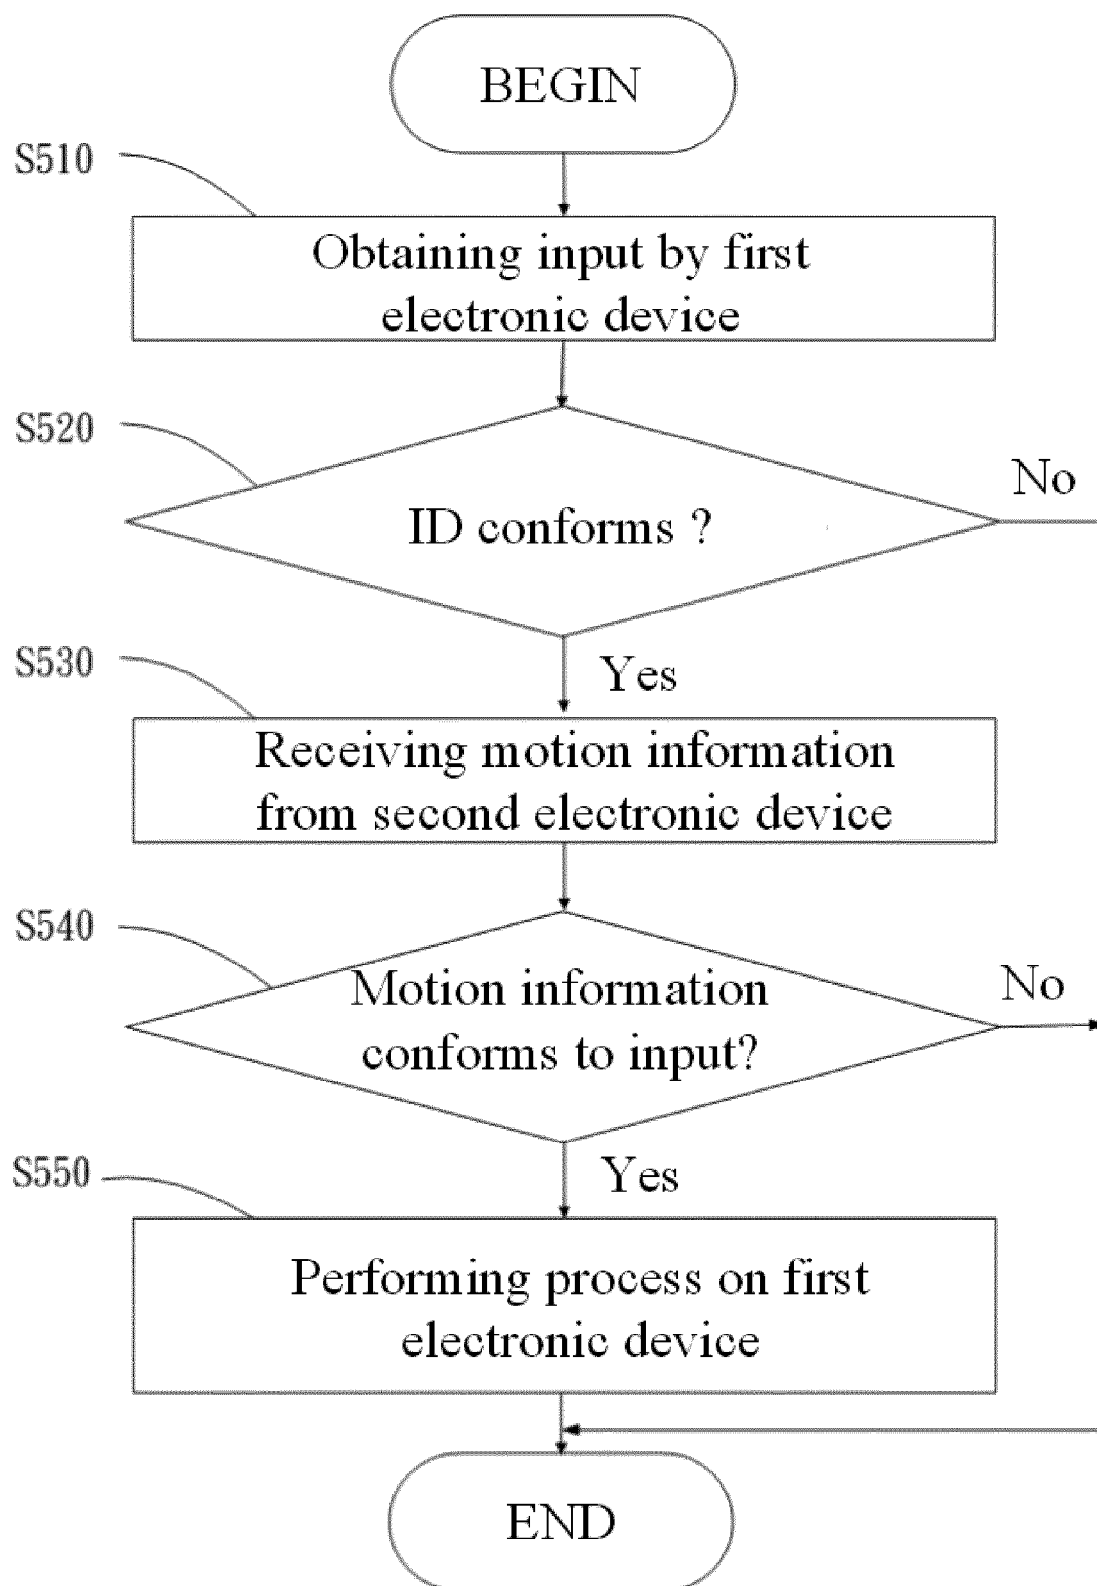 BEGIN
S510
Obtaining input by first
electronic device
S520
No
ID conforms ?
S530
Yes
Receiving motion information
from second electronic device
S540
No
Motion information
conforms to input?
S550
Yes
Performing process on first
electronic device
END